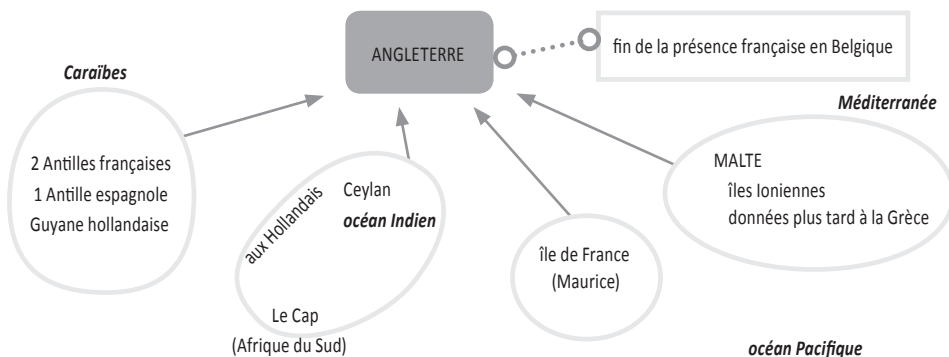 ANGLETERRE
fin de la présence française en Belgique
Caraïbes
2 Antilles françaises
1 Antille espagnole
Guyane hollandaise
aux Hollandais
Ceylan
océan Indien
Le Cap
(Afrique du Sud)
île de France
(Maurice)
Méditerranée
MALTE
îles Ioniennes
données plus tard à la Grèce
océan Pacifique